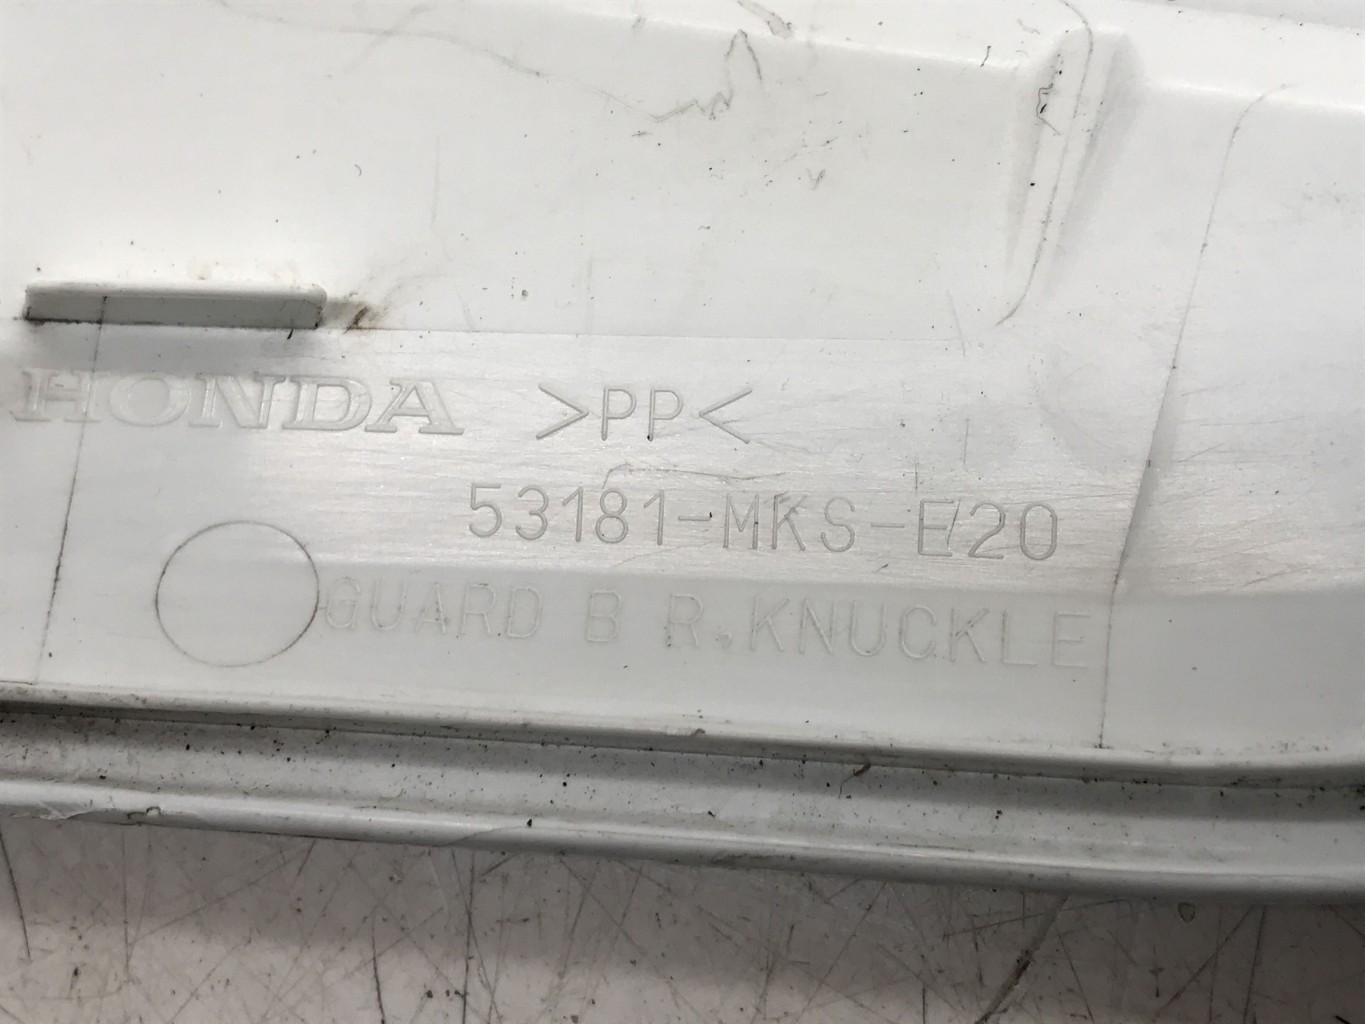 HONDA >PP<
53181-MKS-E20
GUARD B R.KNUCKLE